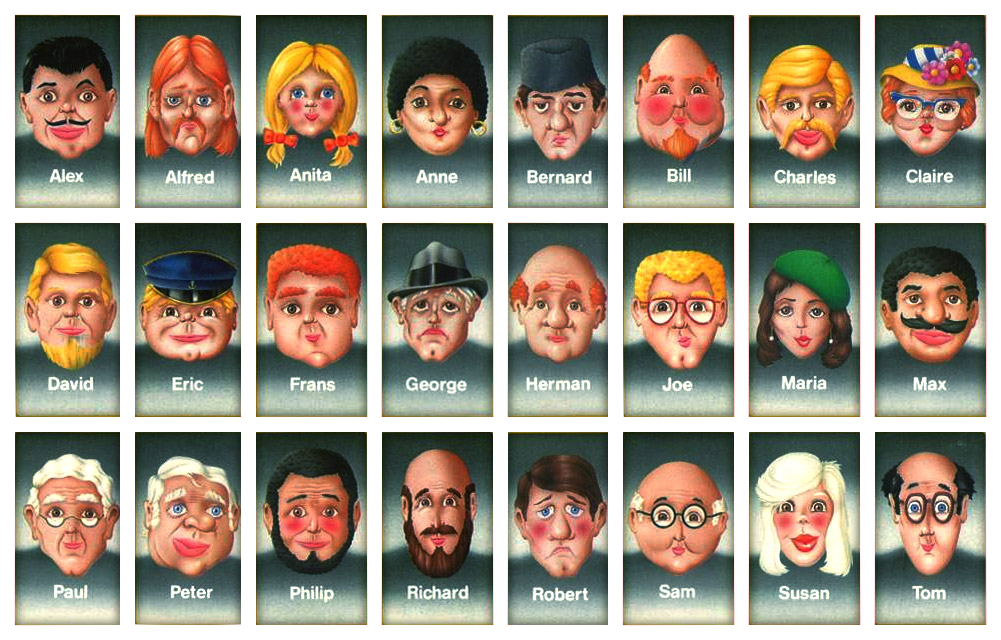 Alex
Alfred
Anita
Anne
Bernard
Bill
Charles
Claire
David
Eric
Frans
George
Herman
Joe
Maria
Max
Paul
Peter
Philip
Richard
Robert
Sam
Susan
Tom